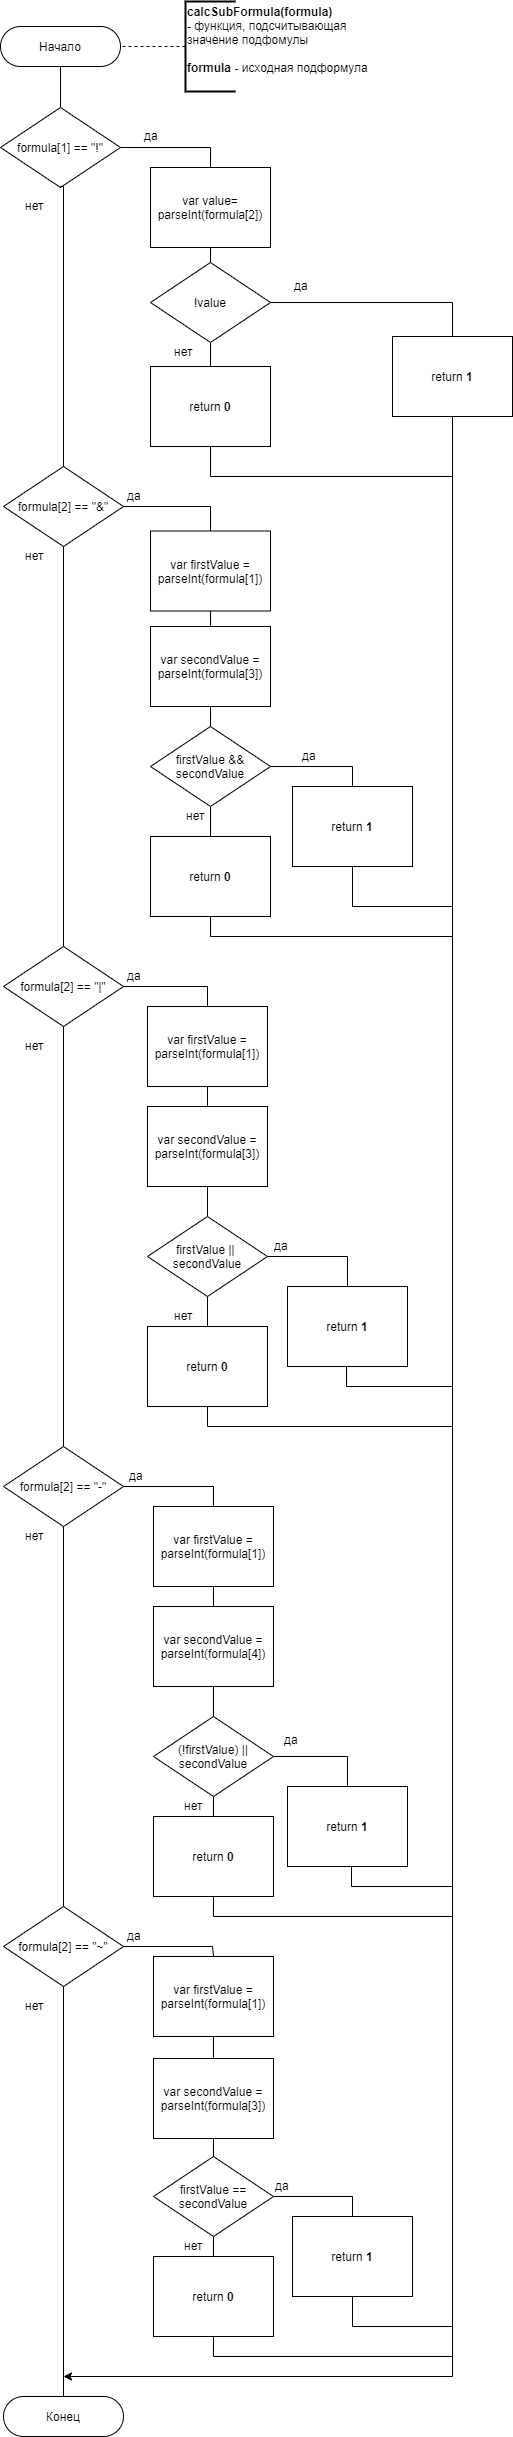 calcSubFormula(formula)
- функция, подсчитывающая
значение подфомулы
formula - исходная подформула
Начало
formula[1] == "!"
да
нет
var value=
parseInt(formula[2])
!value
да
нет
return 1
return 0
formula[2] == "&"
да
нет
var firstValue =
parseInt(formula[1])
var secondValue =
parseInt(formula[3])
firstValue &&
secondValue
да
нет
return 1
return 0
formula[2] == "|"
да
нет
var firstValue =
parseInt(formula[1])
var secondValue =
parseInt(formula[3])
firstValue ||
secondValue
да
нет
return 1
return 0
formula[2] == "-"
да
нет
var firstValue =
parseInt(formula[1])
var secondValue =
parseInt(formula[4])
(!firstValue) ||
secondValue
да
нет
return 1
return 0
formula[2] == "~"
да
нет
var firstValue =
parseInt(formula[1])
var secondValue =
parseInt(formula[3])
firstValue ==
secondValue
да
нет
return 1
return 0
Конец